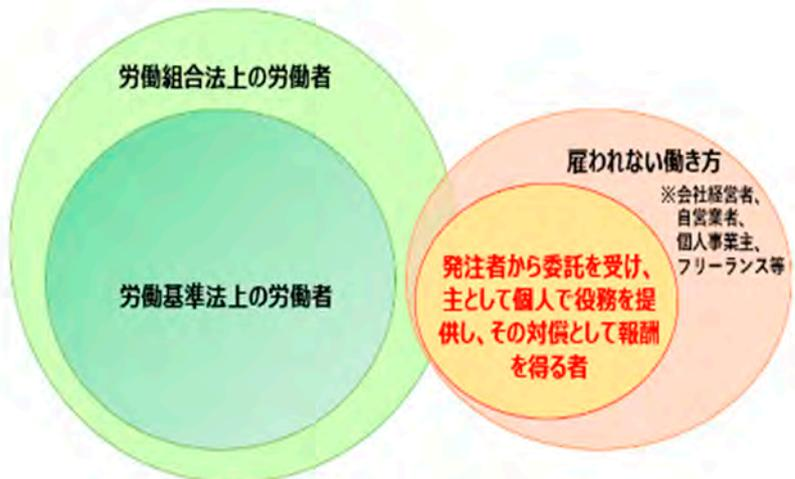 労働組合法上の労働者
労働基準法上の労働者
雇われない働き方
※会社経営者、
自営業者、
個人事業主、
フリーランス等
発注者から委託を受け、
主として個人で役務を提
供し、その対償として報酬
を得る者